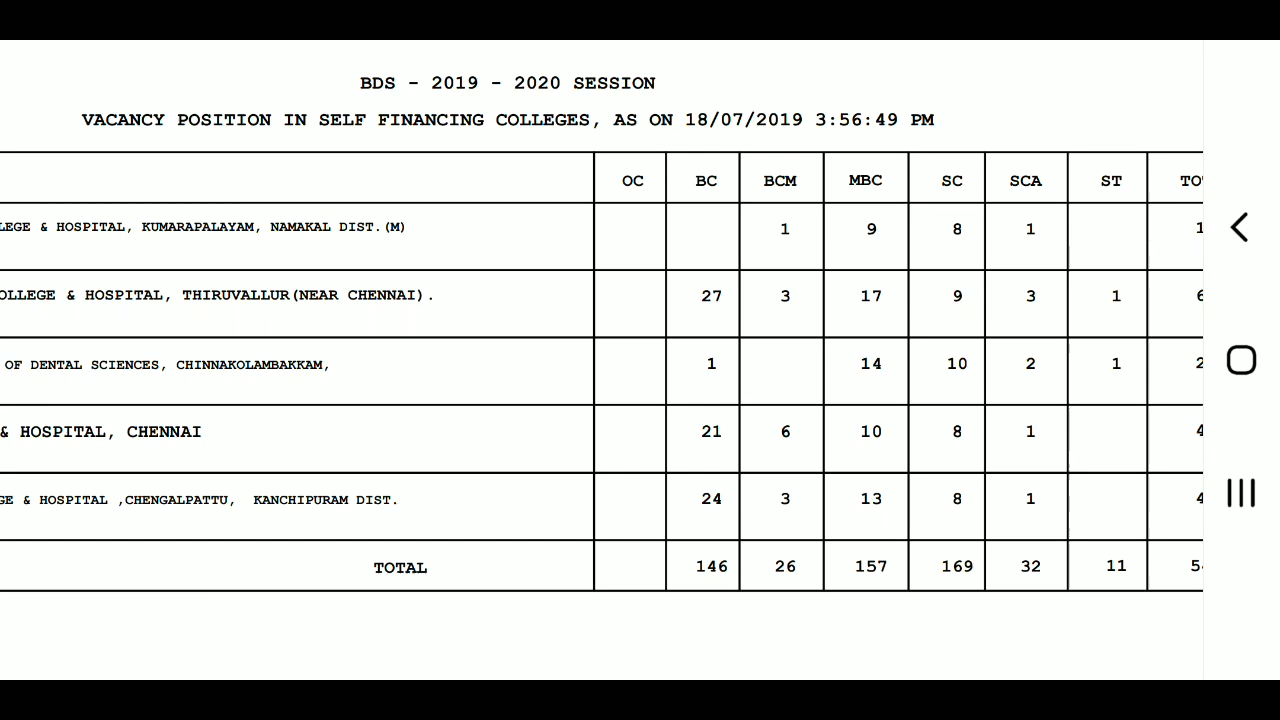 BDS - 2019 - 2020 SESSION
VACANCY POSITION IN SELF FINANCING COLLEGES, AS ON 18/07/2019 3:56:49 PM
OC BC BCM MBC SC SCA ST
& HOSPITAL, KUMARAPALAYAM, NAMAKAL DIST.(M) 1 9 8 1
& HOSPITAL, THIRUVALLUR(NEAR CHENNAI). 27 3 17 9 3 1
OF DENTAL SCIENCES, CHINNAKOLAMBAKKAM, 1 14 10 2 1
& HOSPITAL, CHENNAI 21 6 10 8 1
& HOSPITAL ,CHENGALPATTU, KANCHIPURAM DIST. 24 3 13 8 1
TOTAL 146 26 157 169 32 11